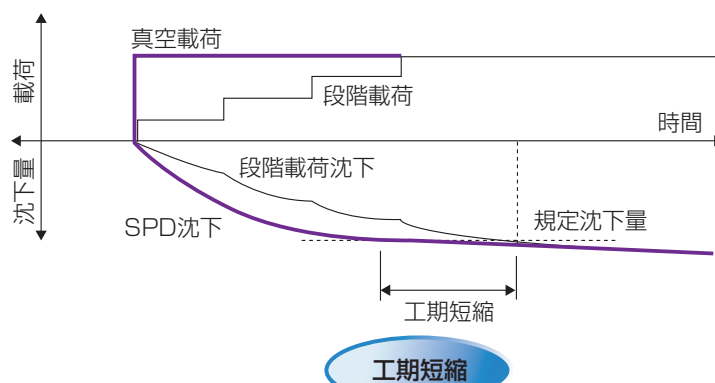 真空載荷
載荷
段階載荷
時間
沈下量
段階載荷沈下
SPD沈下
規定沈下量
工期短縮
工期短縮